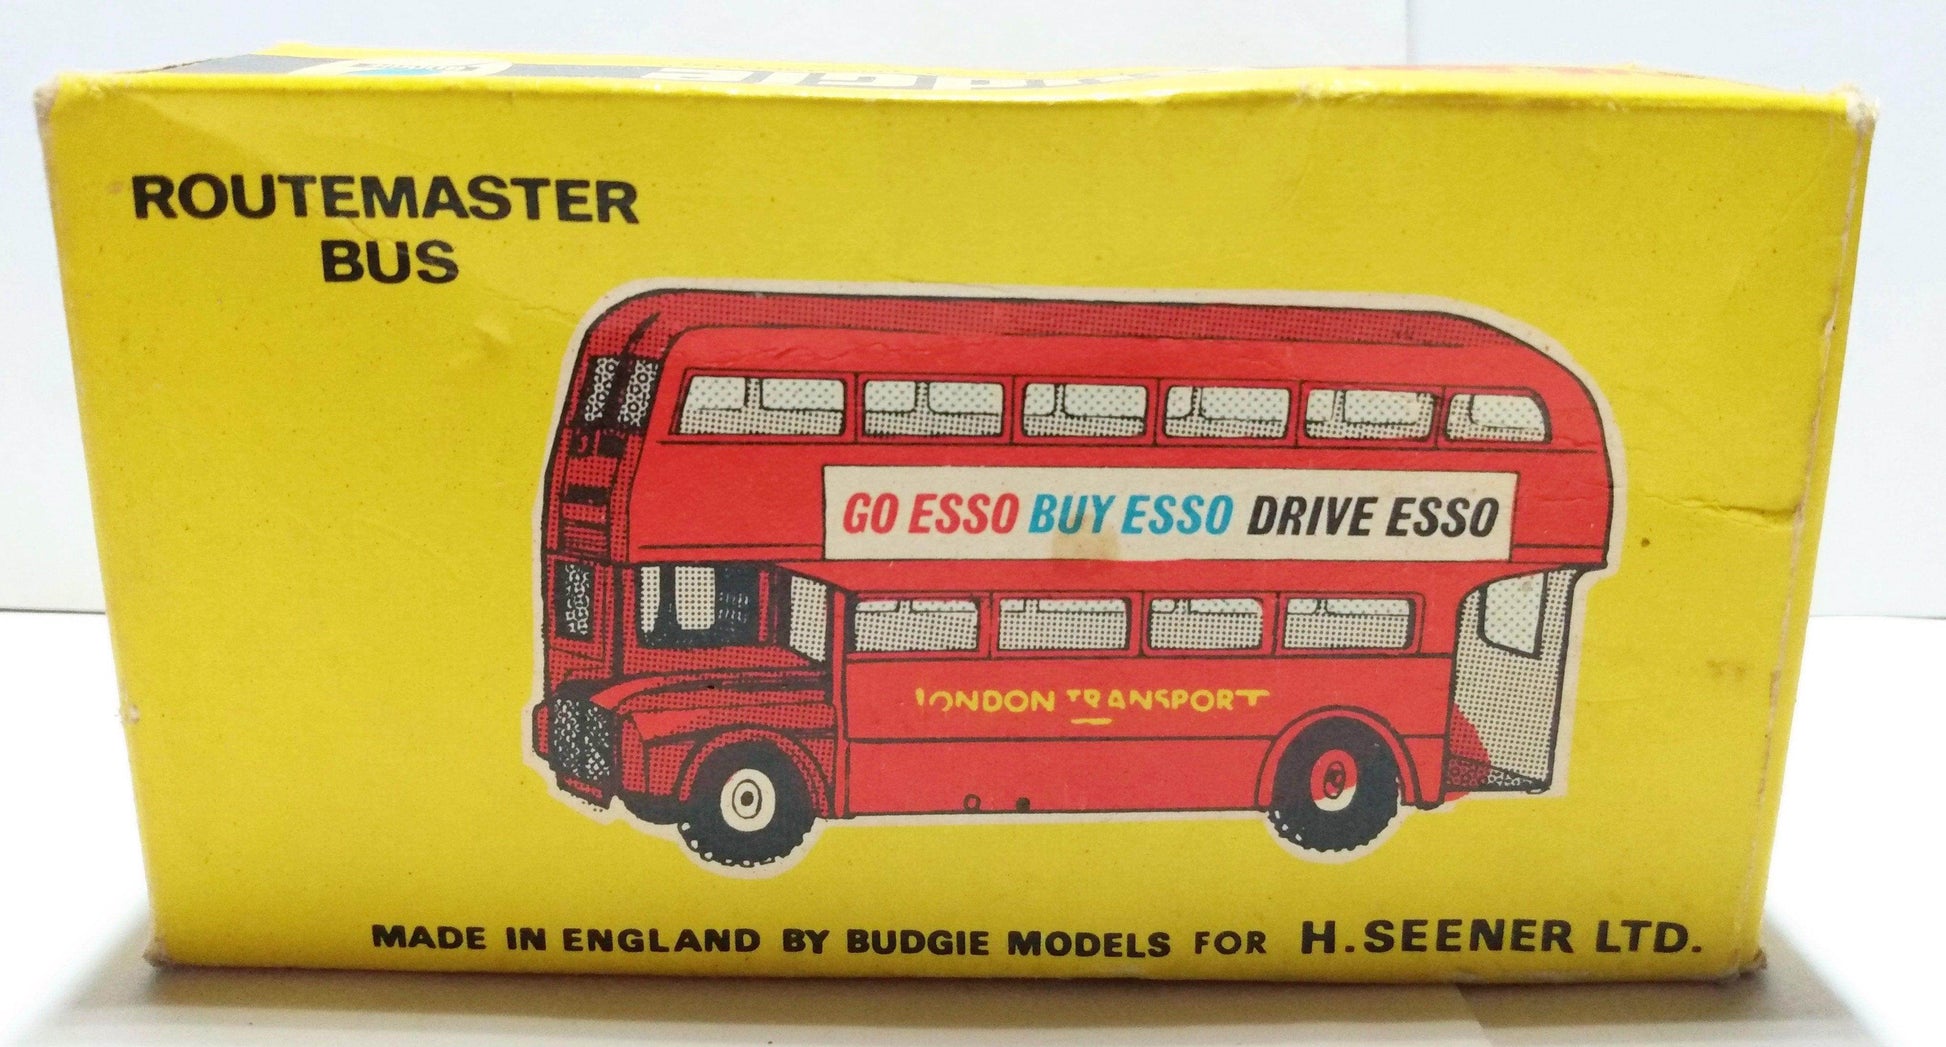 ROUTEMASTER
BUS
GO ESSO BUY ESSO DRIVE ESSO
LONDON TRANSPORT
MADE IN ENGLAND BY BUDGIE MODELS FOR H. SEENER LTD.